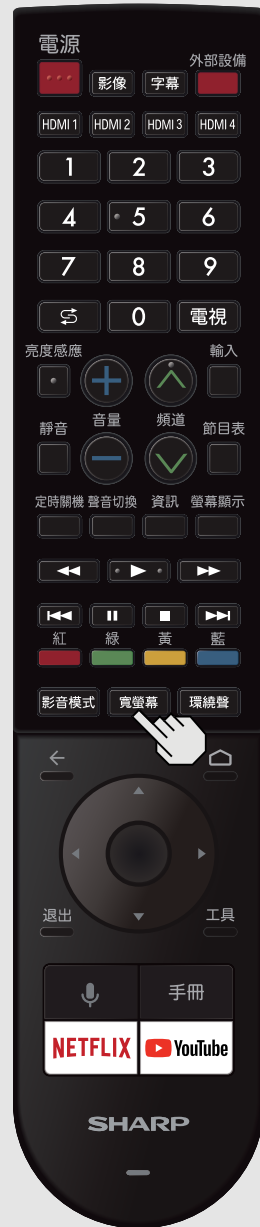 電源
外部設備
影像 字幕
HDMI 1 HDMI 2 HDMI 3 HDMI 4
1 2 3
4 5 6
7 8 9
0 電視
亮度感應 輸入
音量 頻道
靜音 節目表
定時關機 聲音切換 資訊 螢幕顯示
紅 綠 黃 藍
影音模式 寬螢幕 環繞聲
退出 工具
手冊
NETFLIX YouTube
SHARP